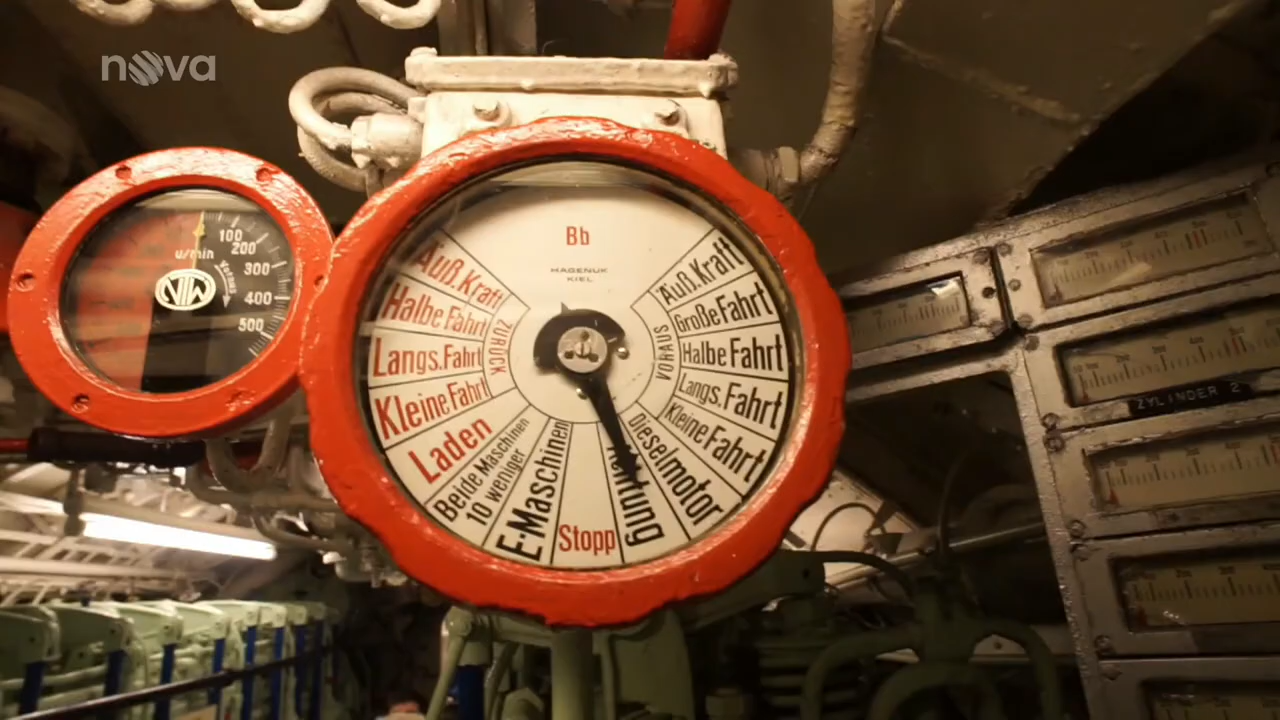 nova
Bb
HAGENUK
KIEL
Äuß.Kraft
Halbe Fahrt
Langs.Fahrt
Kleine Fahrt
Laden
Beide Maschinen
10 weniger
E-Maschinen
Stopp
Achtung
Dieselmotor
Kleine Fahrt
Langs.Fahrt
Halbe Fahrt
Große Fahrt
Äuß.Kraft
ZURÜCK
VORAUS
100
200
300
400
500
u/min
Voraus
ZYLINDER 2